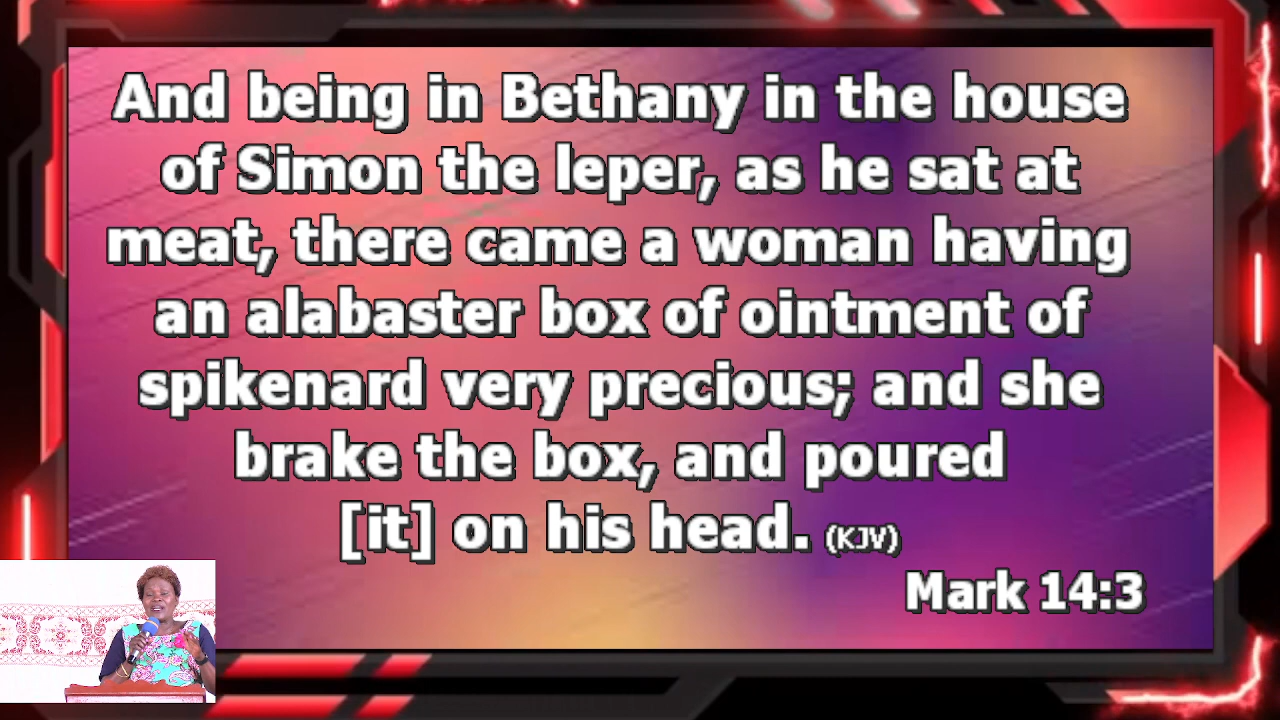 And being in Bethany in the house
of Simon the leper, as he sat at
meat, there came a woman having
an alabaster box of ointment of
spikenard very precious; and she
brake the box, and poured
[it] on his head. (KJV)
Mark 14:3